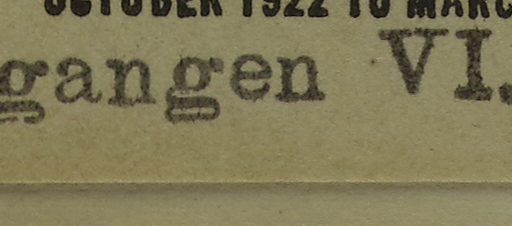 OCTOBER 1922 TO MARC
gangen VI.